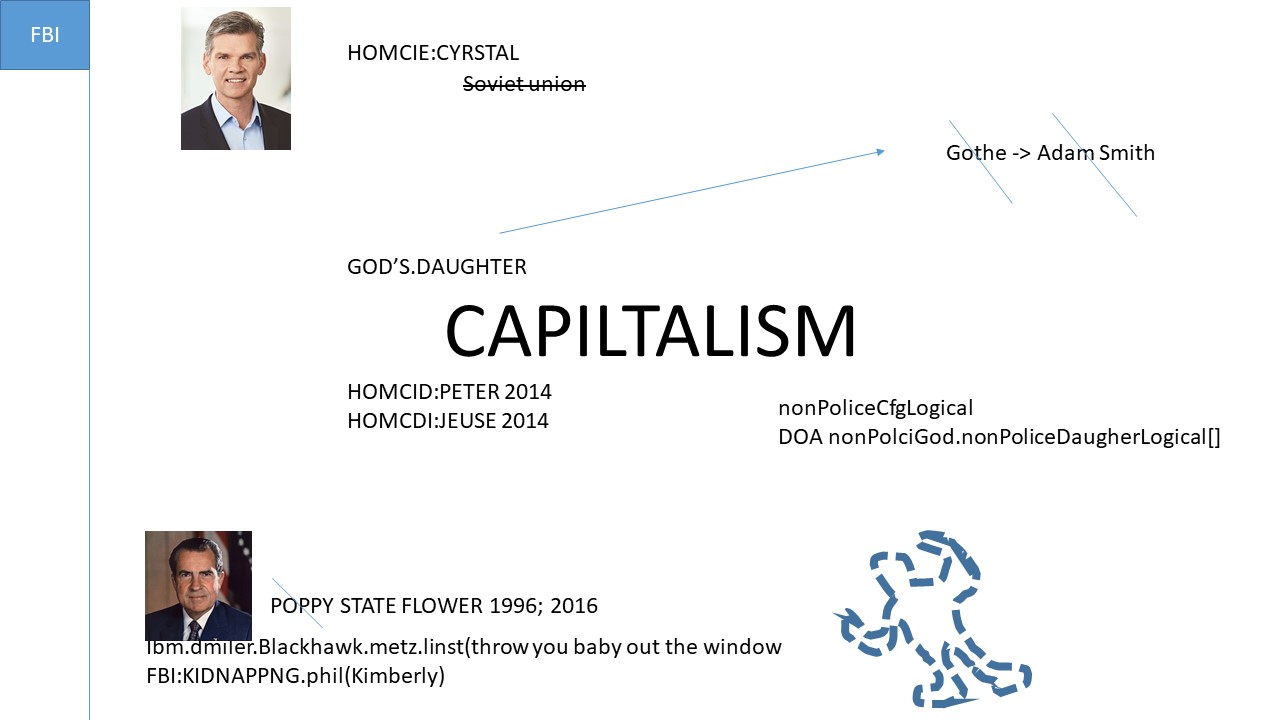 FBI
HOMCIE:CYRSTAL
Soviet union
Gothe -> Adam Smith
GOD’S.DAUGHTER
CAPILTALISM
HOMCID:PETER 2014
HOMCDI:JEUSE 2014
nonPoliceCfgLogical
DOA nonPolciGod.nonPoliceDaugherLogical[]
POPPY STATE FLOWER 1996; 2016
Ibm.dmiler.Blackhawk.metz.linst(throw you baby out the window
FBI:KIDNAPPNG.phil(Kimberly)